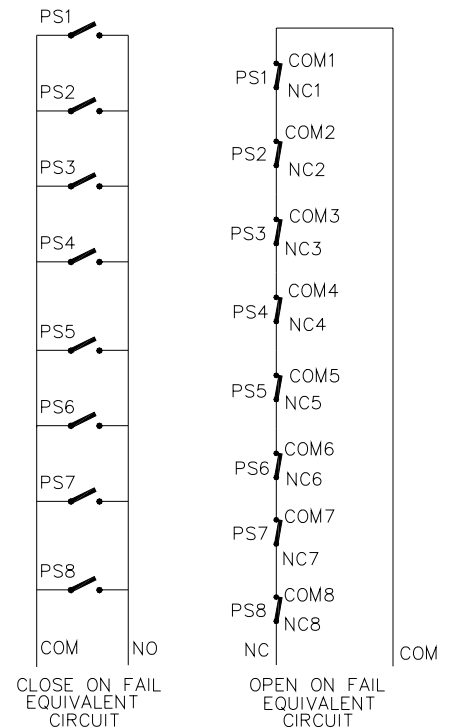 PS1
PS2
PS3
PS4
PS5
PS6
PS7
PS8
COM NO
CLOSE ON FAIL
EQUIVALENT
CIRCUIT
COM1
PS1
NC1
COM2
PS2
NC2
COM3
PS3
NC3
COM4
PS4
NC4
COM5
PS5
NC5
COM6
PS6
NC6
COM7
PS7
NC7
COM8
PS8
NC8
NC COM
OPEN ON FAIL
EQUIVALENT
CIRCUIT